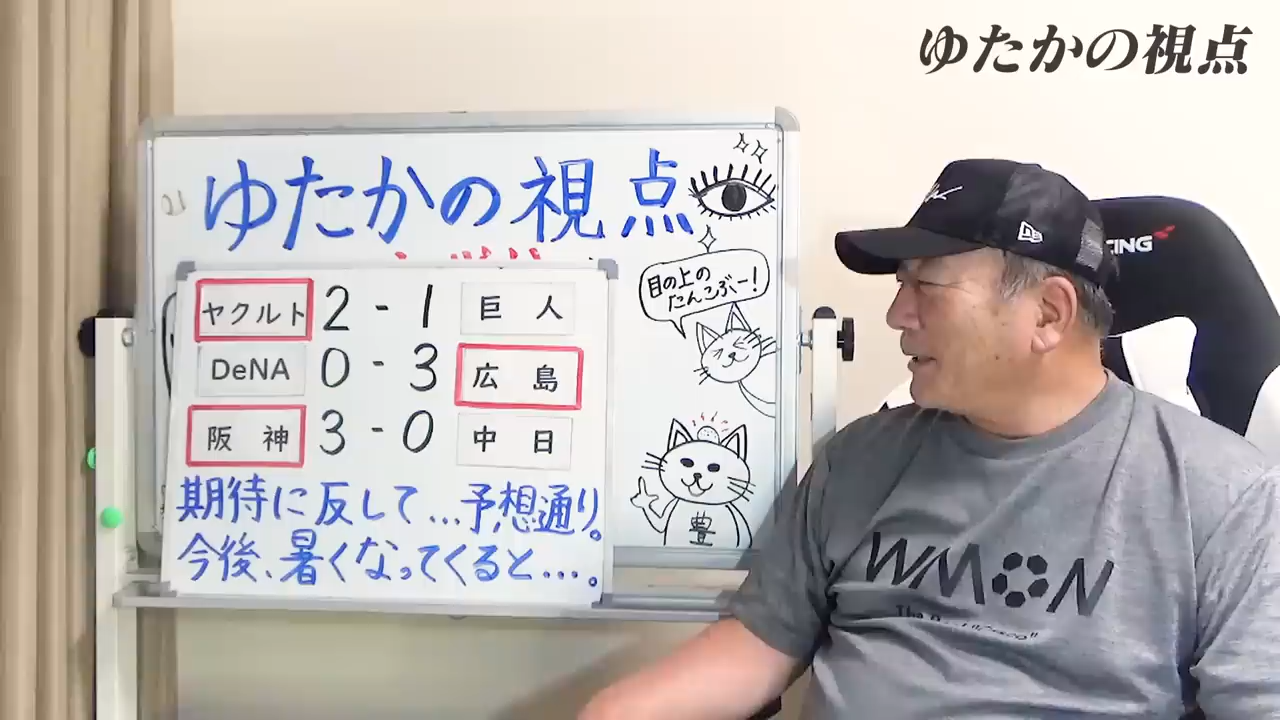 ゆたかの視点
ゆたかの視点
目の上の
たんこぶー！
ヤクルト 2 - 1 巨人
DeNA 0 - 3 広島
阪神 3 - 0 中日
期待に反して…予想通り。
今後、暑くなってくると…。
豊
WMON